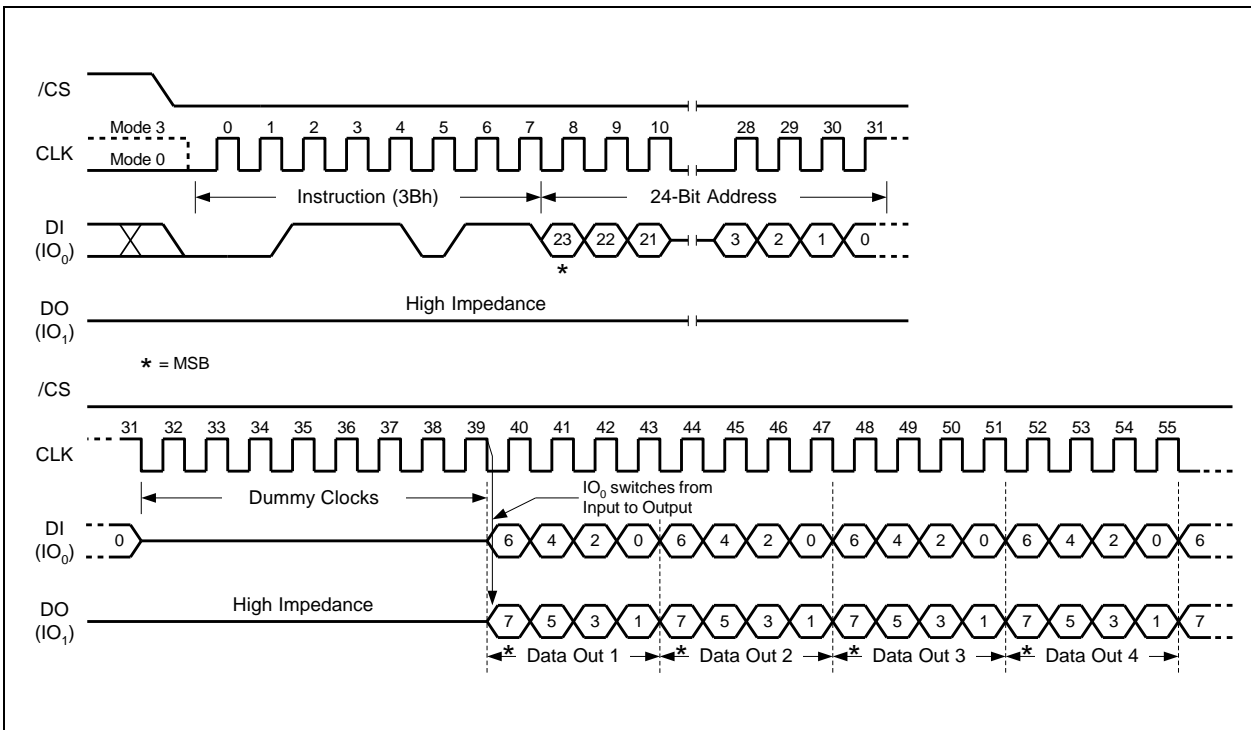 /CS
Mode 3 0 1 2 3 4 5 6 7 8 9 10 28 29 30 31
CLK
Mode 0
Instruction (3Bh) 24-Bit Address
DI
(IO0)
23 22 21 3 2 1 0
*
High Impedance
DO
(IO1)
* = MSB
/CS
31 32 33 34 35 36 37 38 39 40 41 42 43 44 45 46 47 48 49 50 51 52 53 54 55
CLK
Dummy Clocks
IO0 switches from
Input to Output
DI
(IO0)
0 6 4 2 0 6 4 2 0 6 4 2 0 6 4 2 0 6
High Impedance
DO
(IO1)
7 5 3 1 7 5 3 1 7 5 3 1 7 5 3 1 7
* Data Out 1 * Data Out 2 * Data Out 3 * Data Out 4